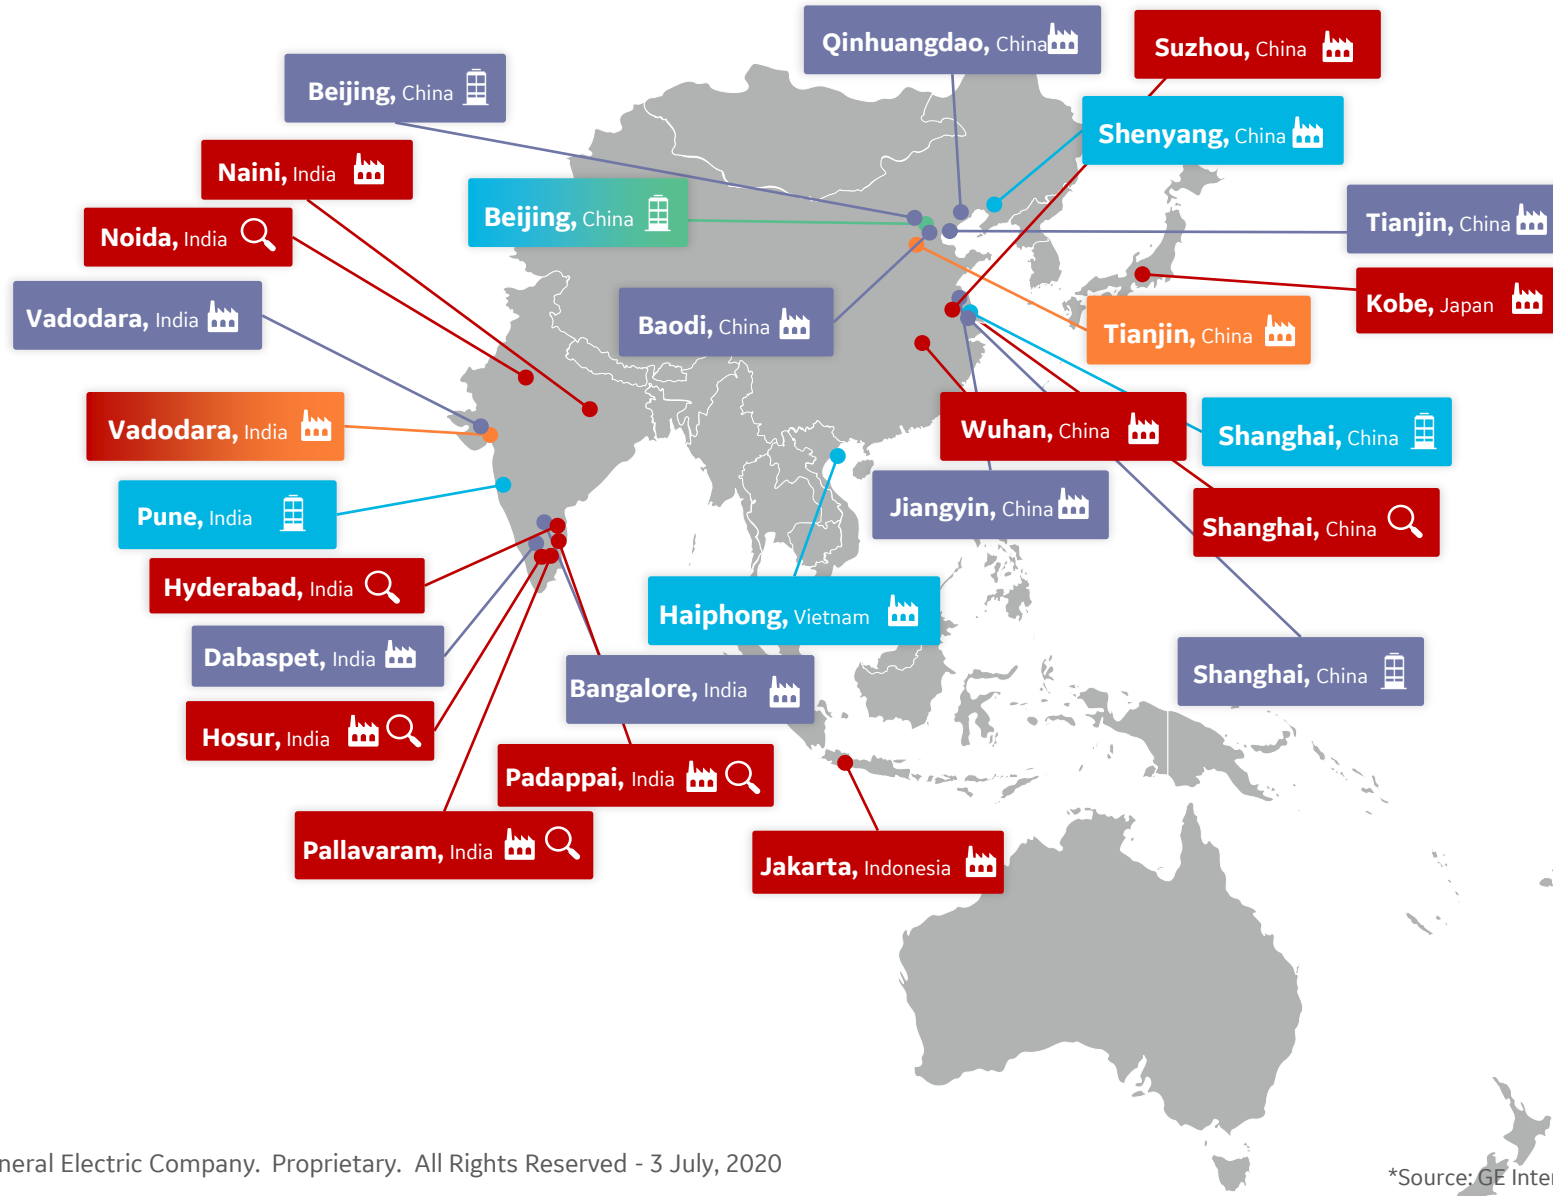 Qinhuangdao, China
Suzhou, China
Beijing, China
Shenyang, China
Naini, India
Beijing, China
Noida, India
Tianjin, China
Vadodara, India
Baodi, China
Kobe, Japan
Tianjin, China
Vadodara, India
Wuhan, China
Shanghai, China
Pune, India
Jiangyin, China
Shanghai, China
Hyderabad, India
Haiphong, Vietnam
Dabaspet, India
Bangalore, India
Shanghai, China
Hosur, India
Padappai, India
Pallavaram, India
Jakarta, Indonesia
neral Electric Company. Proprietary. All Rights Reserved - 3 July, 2020
*Source: GE Inter